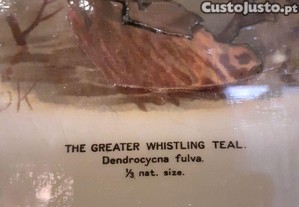 Custojusto.pt
K
THE GREATER WHISTLING TEAL.
Dendrocycna fulva.
⅓ nat. size.